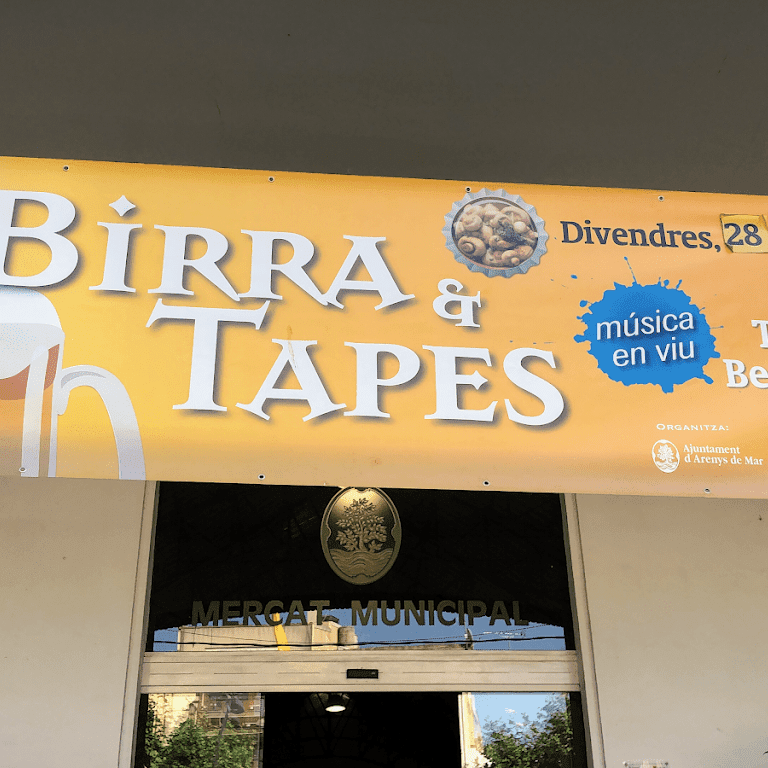 BIRRA
& TAPES
Divendres, 28
música
en viu
ORGANITZA:
Ajuntament
d'Arenys de Mar
MERCAT MUNICIPAL